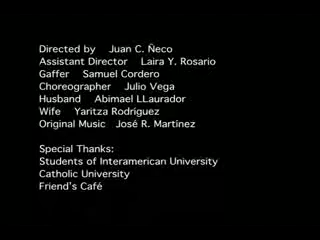 Directed by Juan C. Ñeco
Assistant Director Laira Y. Rosario
Gaffer Samuel Cordero
Choreographer Julio Vega
Husband Abimael LLaurador
Wife Yaritza Rodríguez
Original Music José R. Martínez
Special Thanks:
Students of Interamerican University
Catholic University
Friend's Café